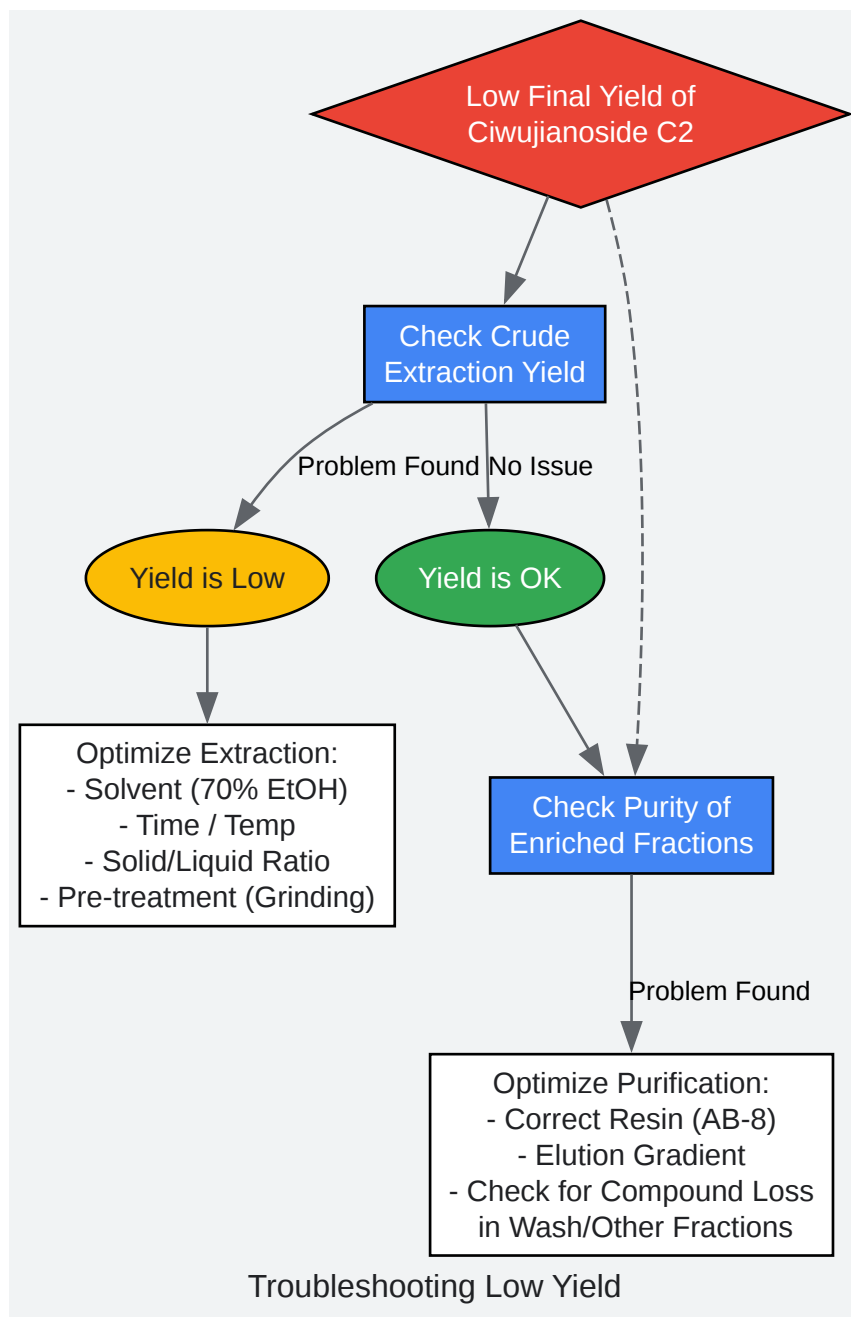 Low Final Yield of
Ciwujianoside C2
Check Crude
Extraction Yield
Problem Found
No Issue
Yield is Low
Yield is OK
Optimize Extraction:
- Solvent (70% EtOH)
- Time / Temp
- Solid/Liquid Ratio
- Pre-treatment (Grinding)
Check Purity of
Enriched Fractions
Problem Found
Optimize Purification:
- Correct Resin (AB-8)
- Elution Gradient
- Check for Compound Loss
in Wash/Other Fractions
Troubleshooting Low Yield